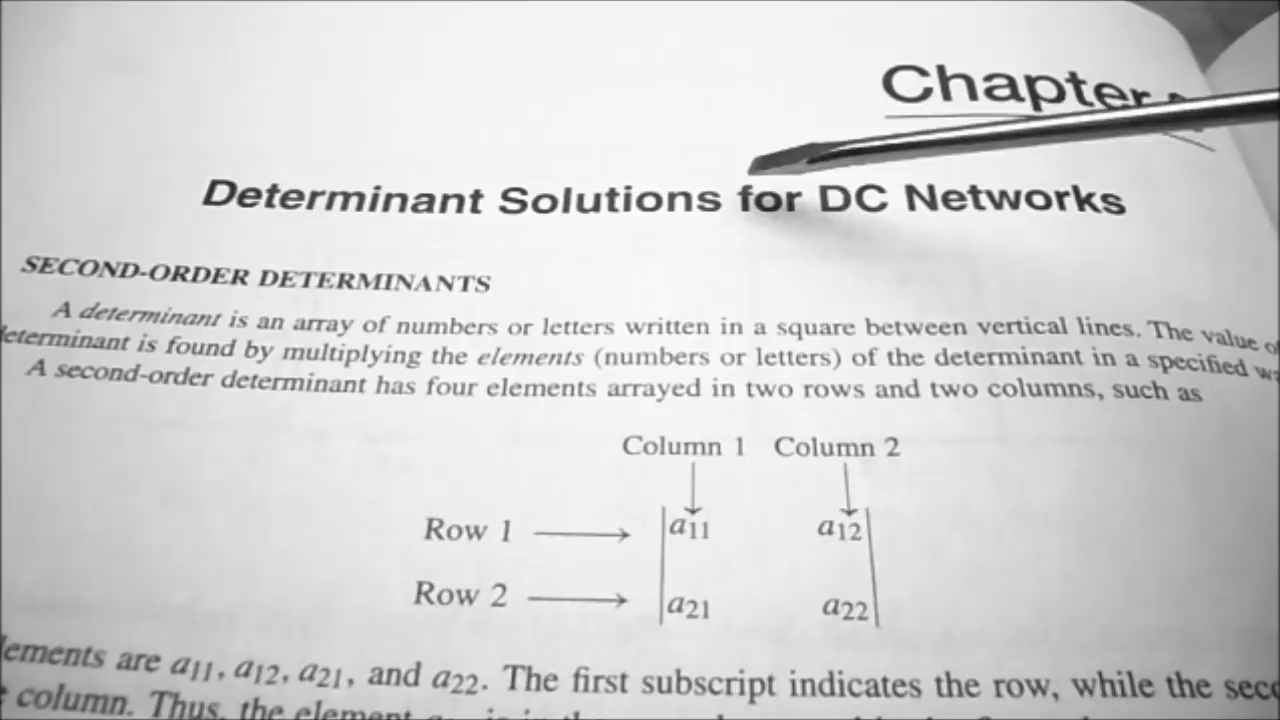 Chapter
Determinant Solutions for DC Networks
SECOND-ORDER DETERMINANTS
A determinant is an array of numbers or letters written in a square between vertical lines. The value
determinant is found by multiplying the elements (numbers or letters) of the determinant in a specified
A second-order determinant has four elements arrayed in two rows and two columns, such as
Column 1 Column 2
Row 1 → a11 a12
Row 2 → a21 a22
are a11, a12, a21, and a22. The first subscript indicates the row, while the
column. Thus, the element